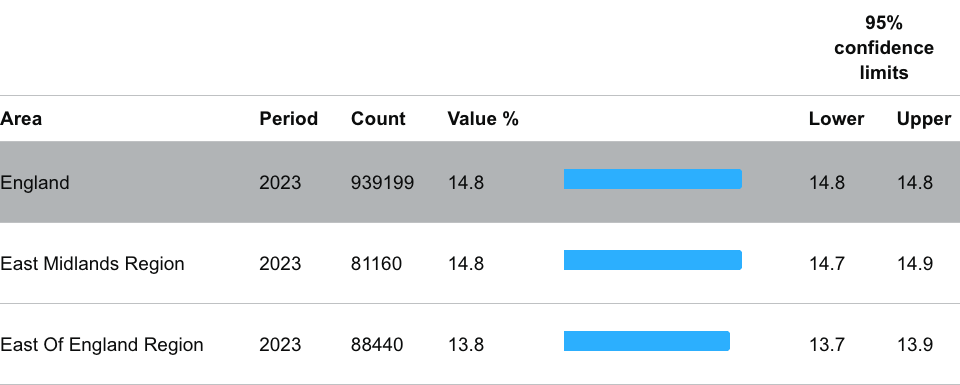 95%
confidence
limits
Area Period Count Value % Lower Upper
England 2023 939199 14.8 14.8 14.8
East Midlands Region 2023 81160 14.8 14.7 14.9
East Of England Region 2023 88440 13.8 13.7 13.9